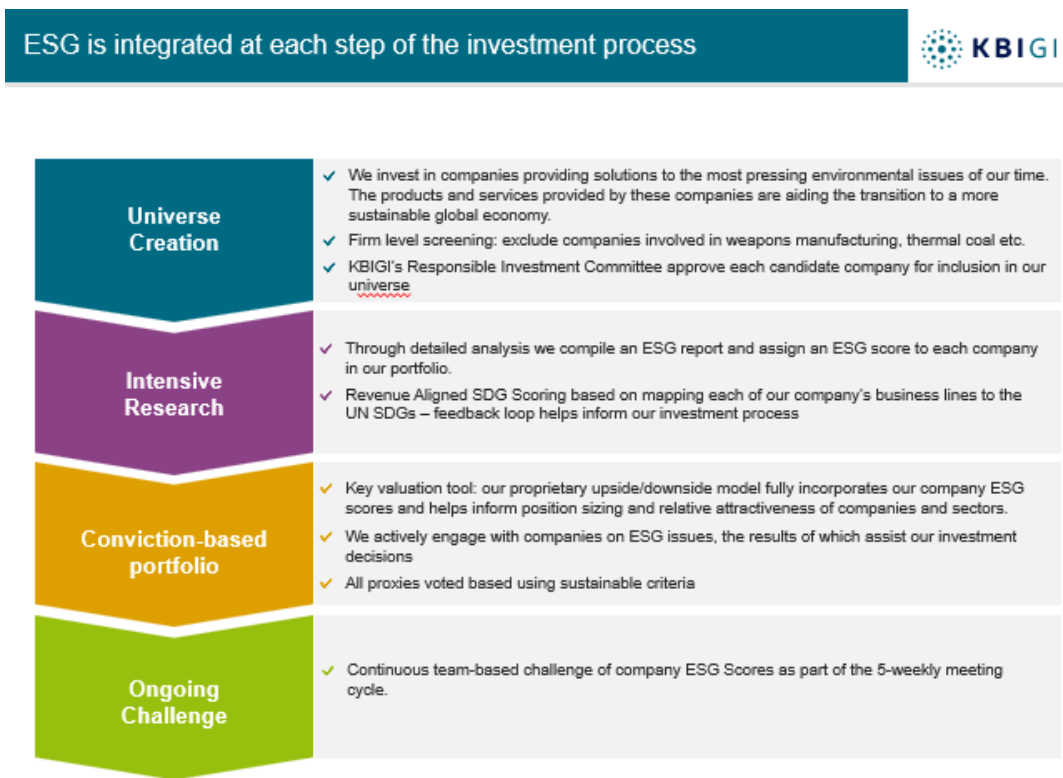 ESG is integrated at each step of the investment process
KBIGI
Universe
Creation
We invest in companies providing solutions to the most pressing environmental issues of our time.
The products and services provided by these companies are aiding the transition to a more
sustainable global economy.
Firm level screening: exclude companies involved in weapons manufacturing, thermal coal etc.
KBIGI's Responsible Investment Committee approve each candidate company for inclusion in our
universe
Intensive
Research
Through detailed analysis we compile an ESG report and assign an ESG score to each company
in our portfolio.
Revenue Aligned SDG Scoring based on mapping each of our company's business lines to the
UN SDGs – feedback loop helps inform our investment process
Conviction-based
portfolio
Key valuation tool: our proprietary upside/downside model fully incorporates our company ESG
scores and helps inform position sizing and relative attractiveness of companies and sectors.
We actively engage with companies on ESG issues, the results of which assist our investment
decisions
All proxies voted based using sustainable criteria
Ongoing
Challenge
Continuous team-based challenge of company ESG Scores as part of the 5-weekly meeting
cycle.